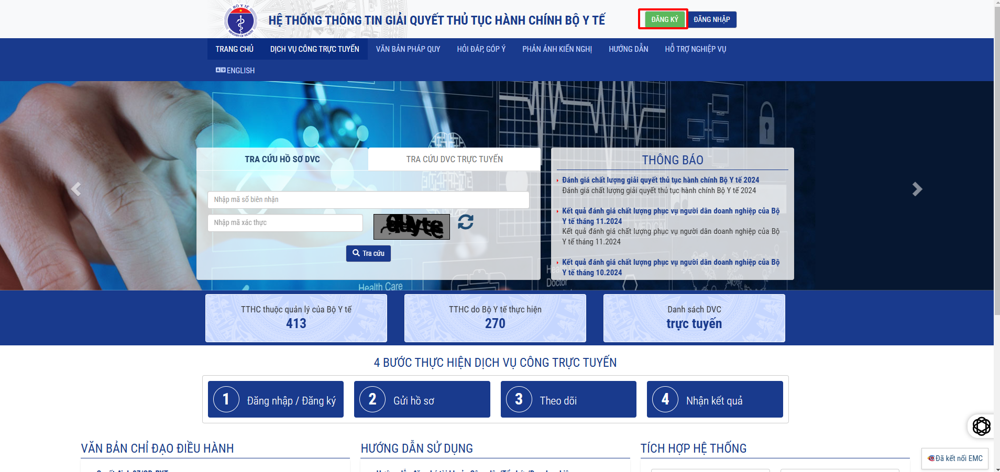 BỘ Y TẾ
MINISTRY OF HEALTH
HỆ THỐNG THÔNG TIN GIẢI QUYẾT THỦ TỤC HÀNH CHÍNH BỘ Y TẾ
ĐĂNG KÝ
ĐĂNG NHẬP
TRANG CHỦ
DỊCH VỤ CÔNG TRỰC TUYẾN
VĂN BẢN PHÁP QUY
HỎI ĐÁP, GÓP Ý
PHẢN ÁNH KIẾN NGHỊ
HƯỚNG DẪN
HỖ TRỢ NGHIỆP VỤ
ENGLISH
TRA CỨU HỒ SƠ DVC
TRA CỨU DVC TRỰC TUYẾN
Nhập mã số biên nhận
Nhập mã xác thực
Tra cứu
THÔNG BÁO
Đánh giá chất lượng giải quyết thủ tục hành chính Bộ Y tế 2024
Đánh giá chất lượng giải quyết thủ tục hành chính Bộ Y tế 2024
Kết quả đánh giá chất lượng phục vụ người dân doanh nghiệp của Bộ
Y tế tháng 11.2024
Kết quả đánh giá chất lượng phục vụ người dân doanh nghiệp của Bộ
Y tế tháng 11.2024
Kết quả đánh giá chất lượng phục vụ người dân doanh nghiệp của Bộ
Y tế tháng 10.2024
MEDICAL
Health Care
Doctor
TTHC thuộc quản lý của Bộ Y tế
413
TTHC do Bộ Y tế thực hiện
270
Danh sách DVC
trực tuyến
4 BƯỚC THỰC HIỆN DỊCH VỤ CÔNG TRỰC TUYẾN
1 Đăng nhập / Đăng ký
2 Gửi hồ sơ
3 Theo dõi
4 Nhận kết quả
VĂN BẢN CHỈ ĐẠO ĐIỀU HÀNH
HƯỚNG DẪN SỬ DỤNG
TÍCH HỢP HỆ THỐNG
Đã kết nối EMC